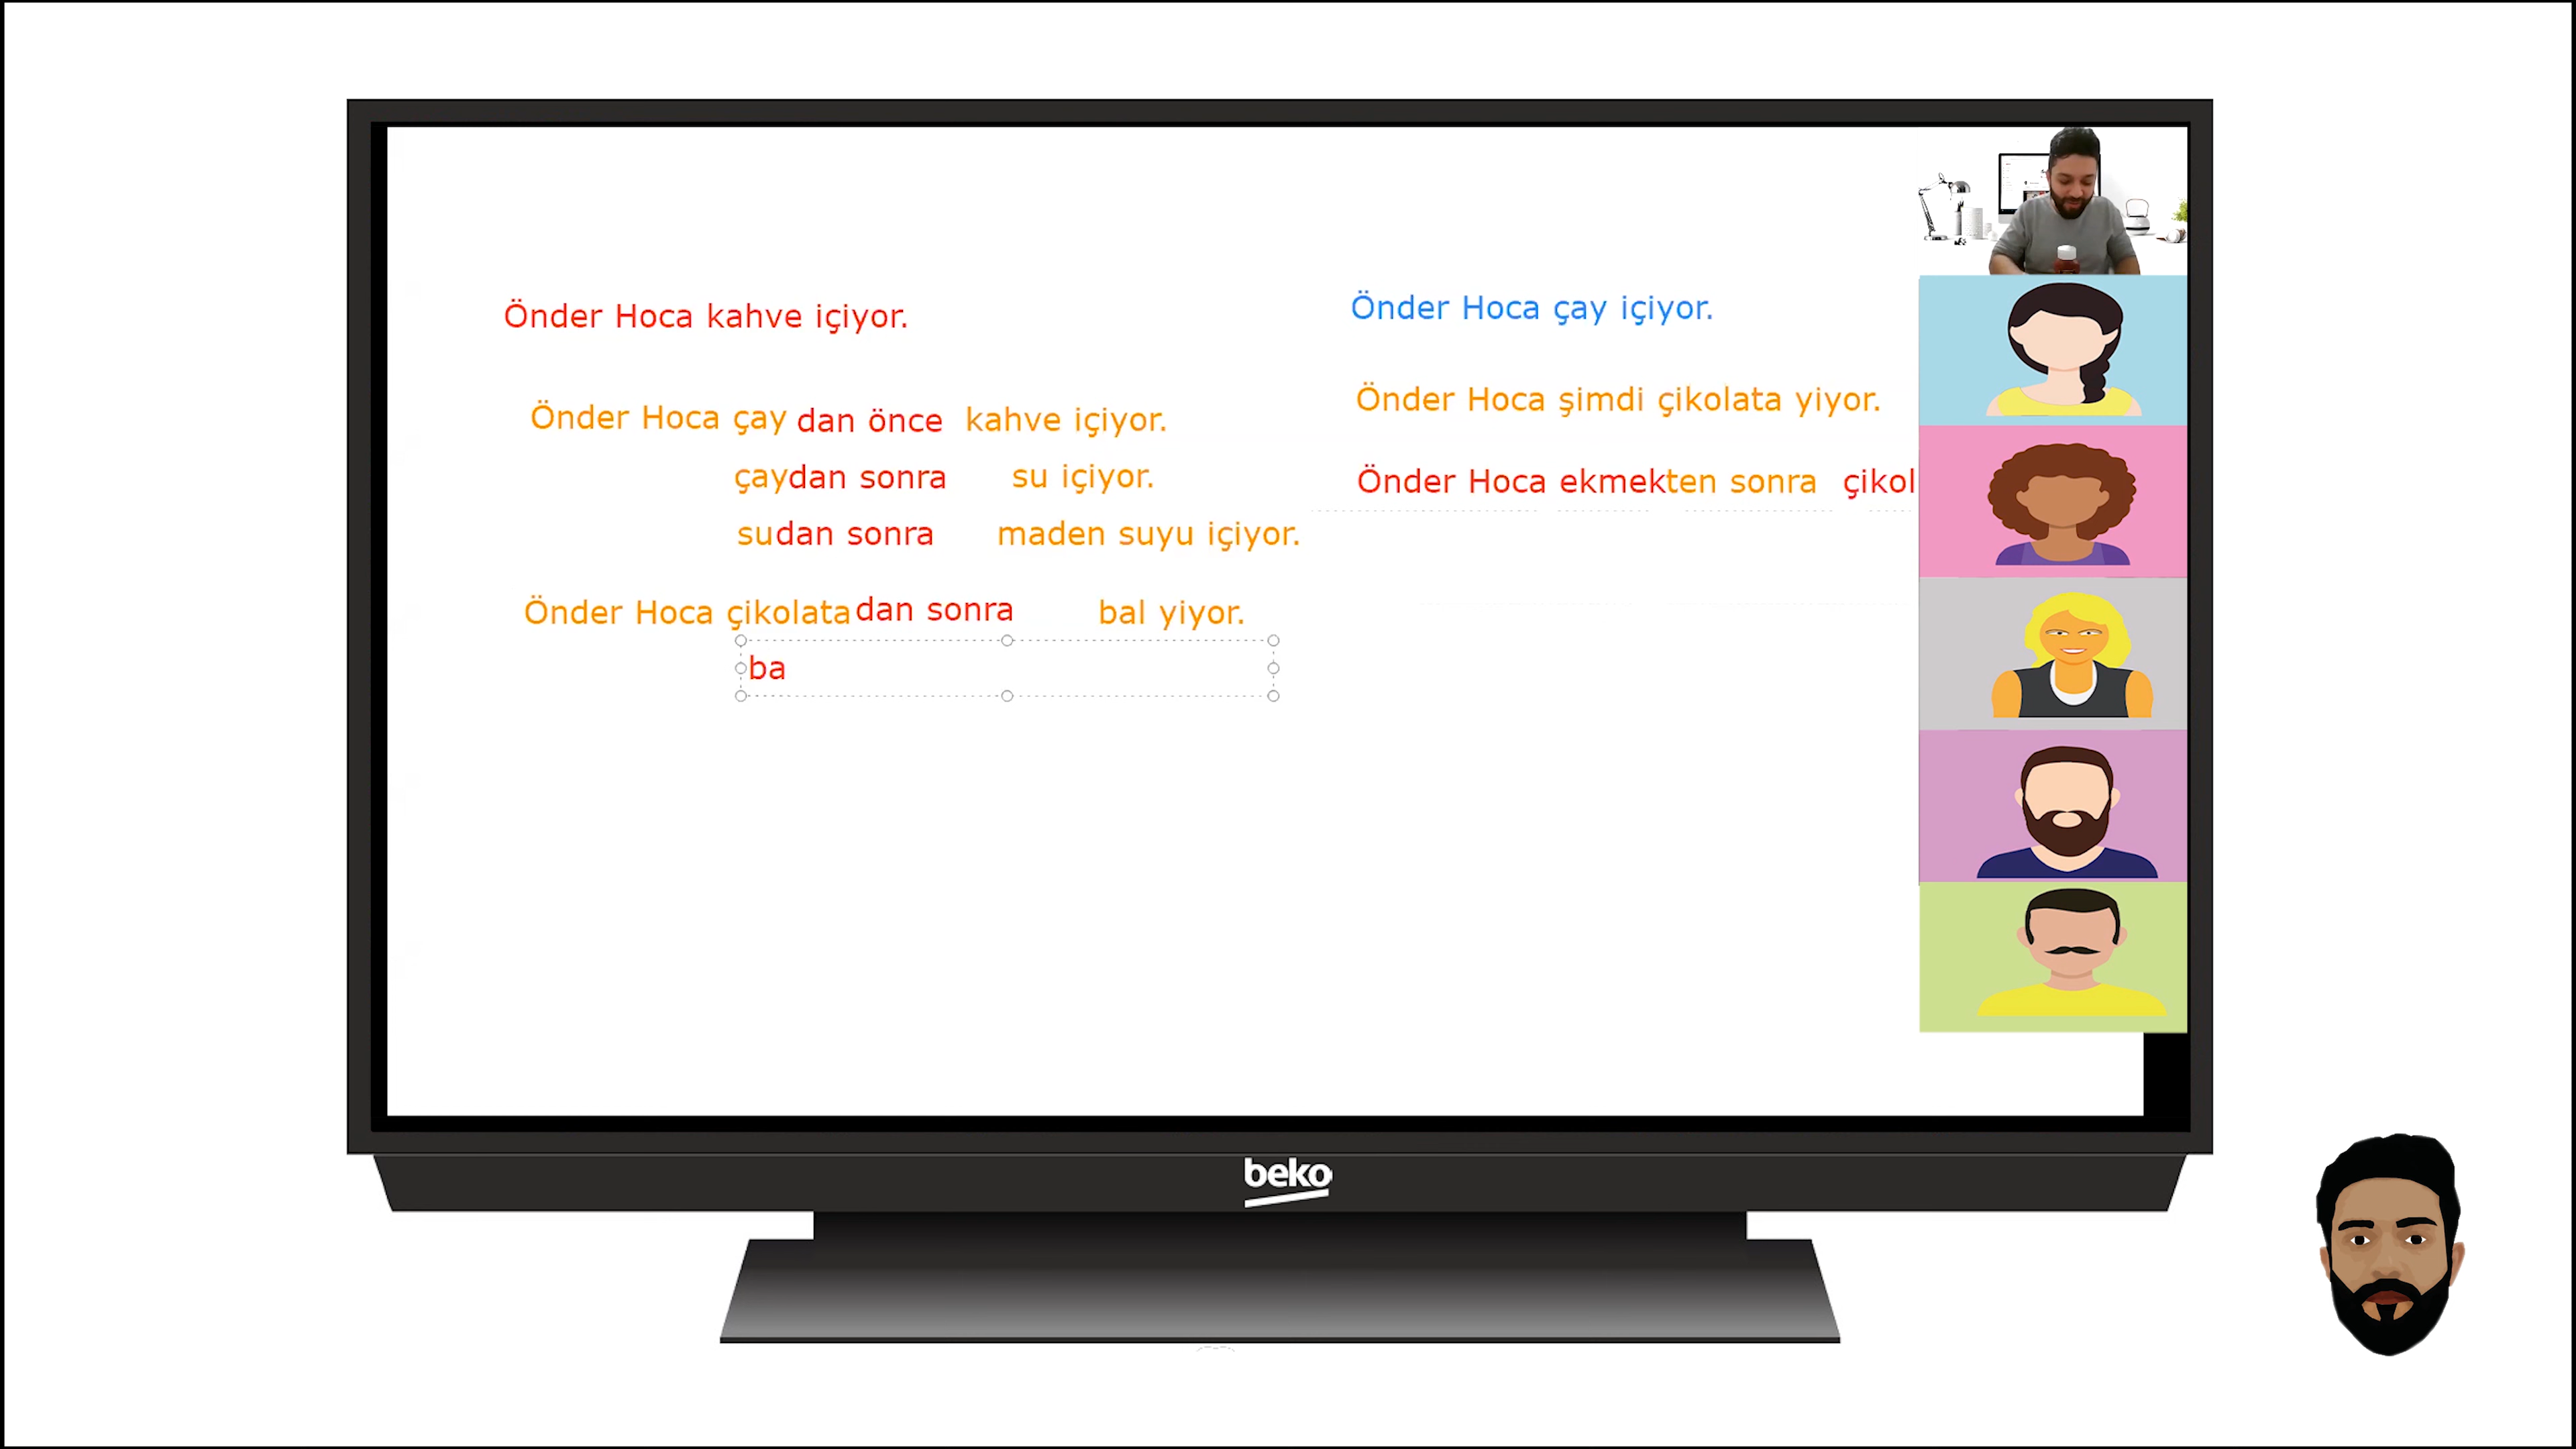 Önder Hoca kahve içiyor.
Önder Hoca çay dan önce kahve içiyor.
çaydan sonra su içiyor.
sudan sonra maden suyu içiyor.
Önder Hoca çikolatadan sonra bal yiyor.
ba
Önder Hoca çay içiyor.
Önder Hoca şimdi çikolata yiyor.
Önder Hoca ekmekten sonra çikol
beko